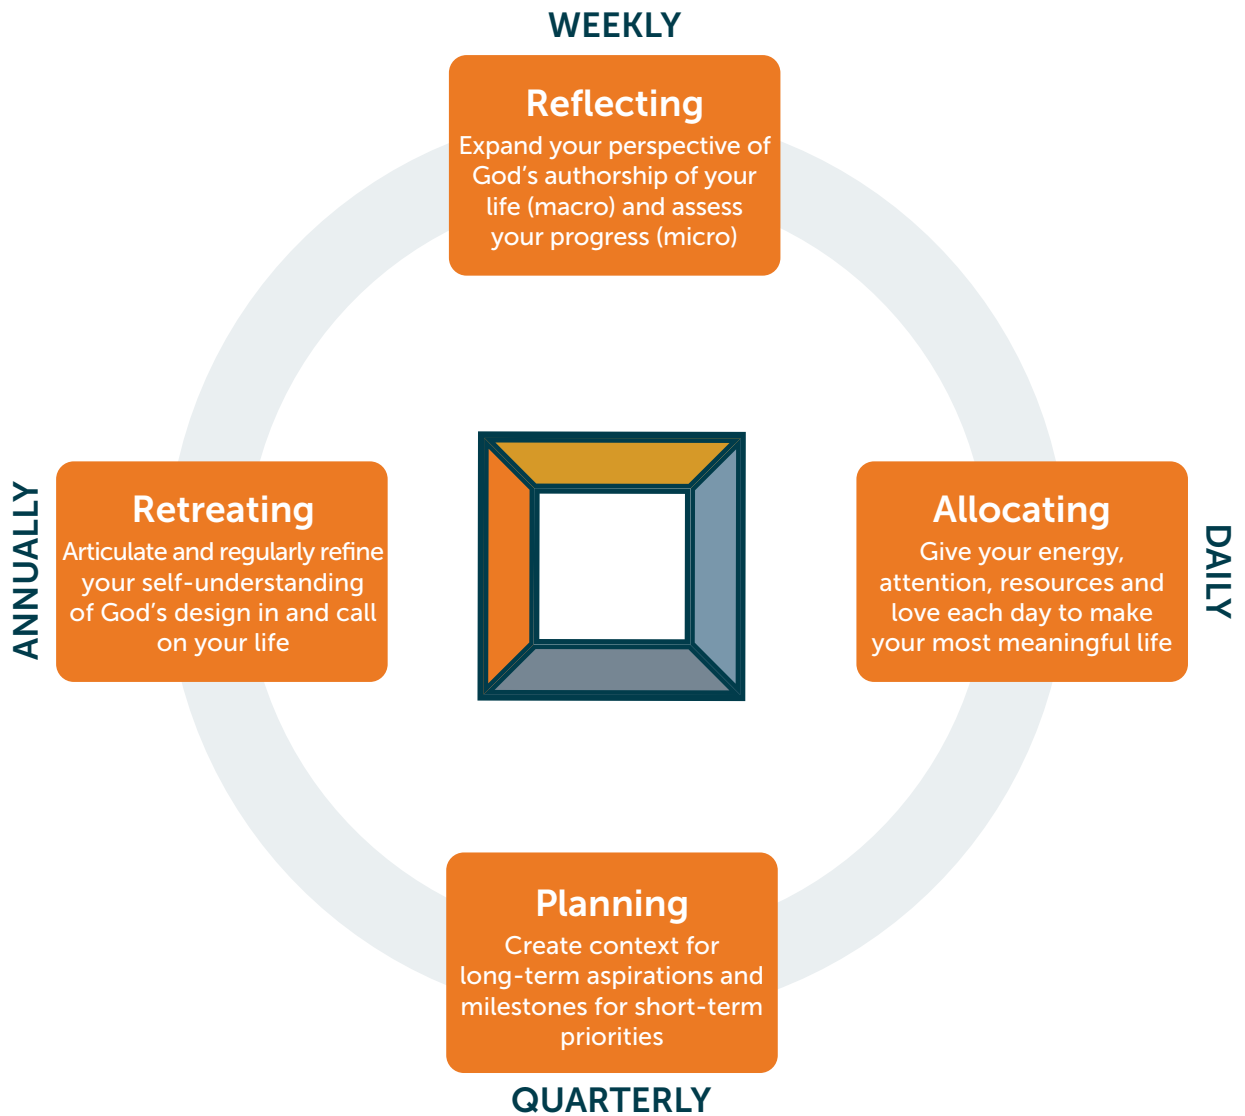 WEEKLY
Reflecting
Expand your perspective of
God’s authorship of your
life (macro) and assess
your progress (micro)
ANNUALLY
Retreating
Articulate and regularly refine
your self-understanding
of God’s design in and call
on your life
Allocating
Give your energy,
attention, resources and
love each day to make
your most meaningful life
DAILY
Planning
Create context for
long-term aspirations and
milestones for short-term
priorities
QUARTERLY